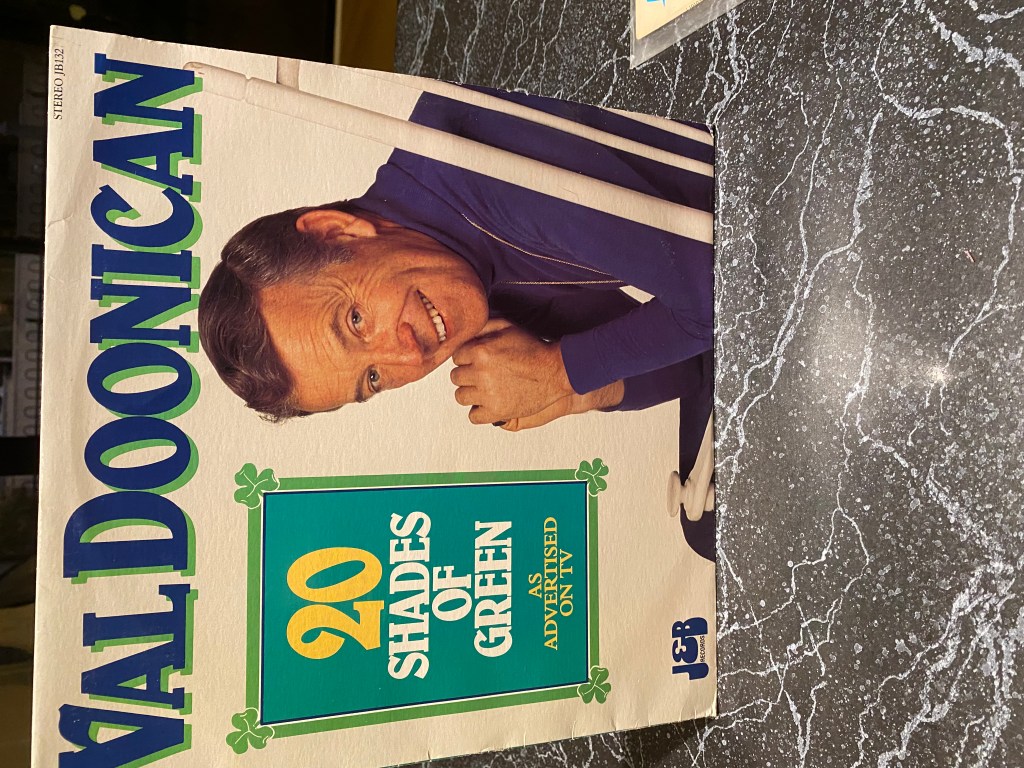 STEREO JB132
VAL DOONICAN
20
SHADES
OF
GREEN
AS
ADVERTISED
ON TV
J&B
RECORDS